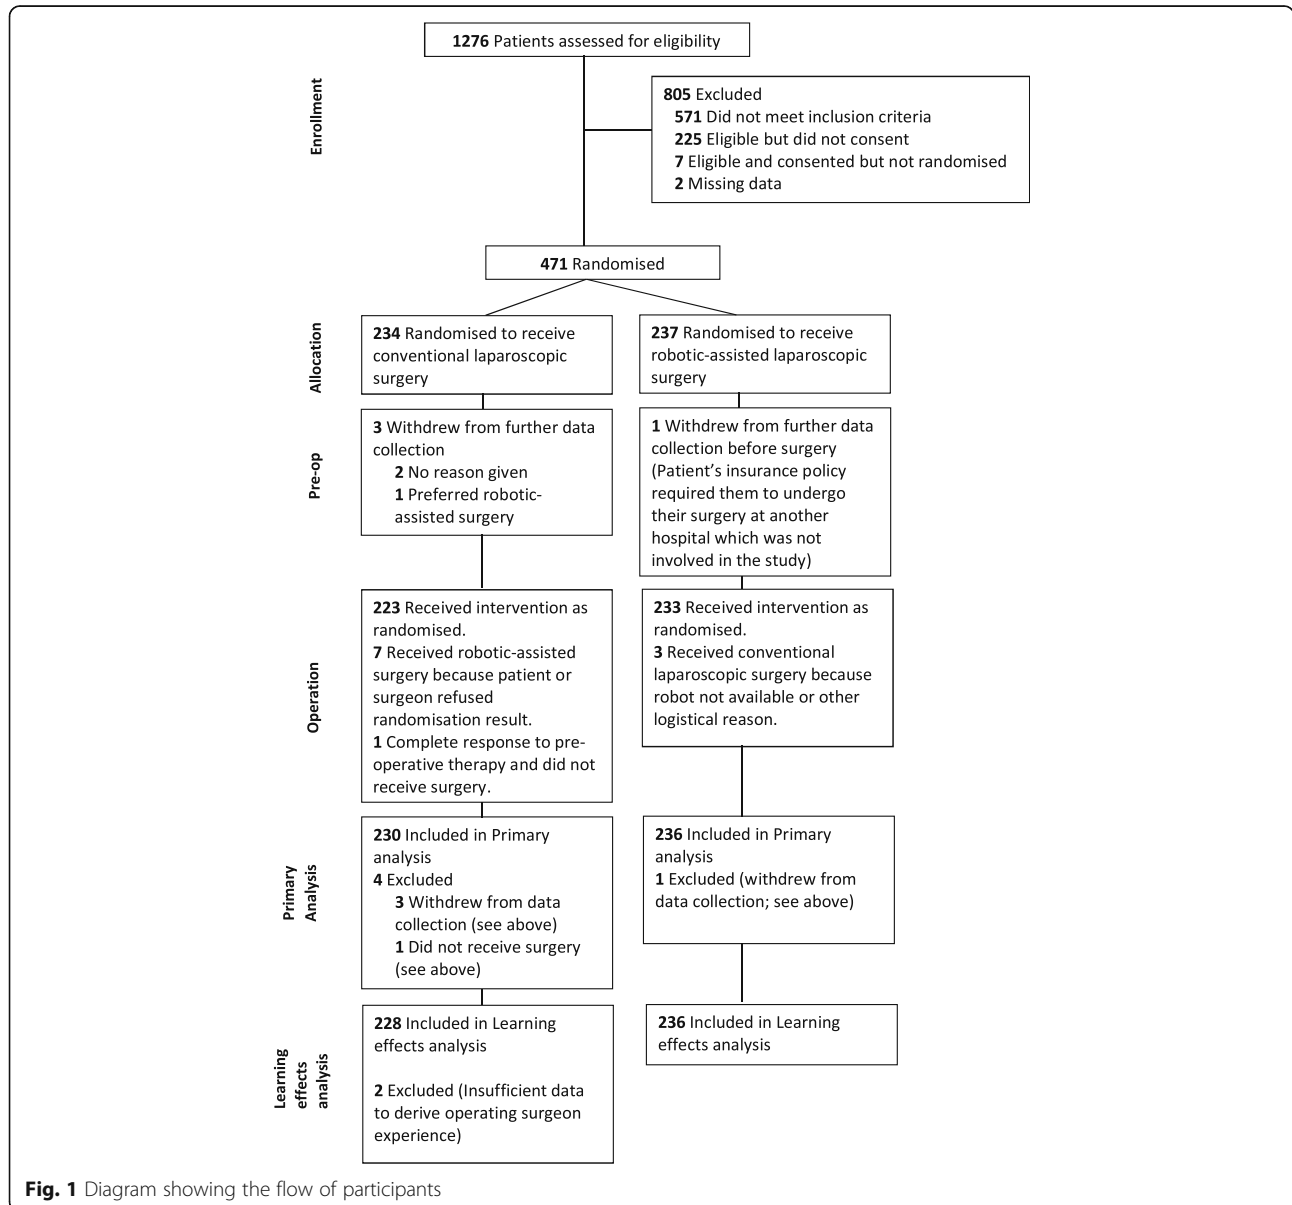 1276 Patients assessed for eligibility
Enrollment
805 Excluded
571 Did not meet inclusion criteria
225 Eligible but did not consent
7 Eligible and consented but not randomised
2 Missing data
471 Randomised
Allocation
234 Randomised to receive
conventional laparoscopic
surgery
237 Randomised to receive
robotic-assisted laparoscopic
surgery
Pre-op
3 Withdrew from further data
collection
2 No reason given
1 Preferred robotic-
assisted surgery
1 Withdrew from further data
collection before surgery
(Patient's insurance policy
required them to undergo
their surgery at another
hospital which was not
involved in the study)
Operation
223 Received intervention as
randomised.
7 Received robotic-assisted
surgery because patient or
surgeon refused
randomisation result.
1 Complete response to pre-
operative therapy and did not
receive surgery.
233 Received intervention as
randomised.
3 Received conventional
laparoscopic surgery because
robot not available or other
logistical reason.
Primary
Analysis
230 Included in Primary
analysis
4 Excluded
3 Withdrew from data
collection (see above)
1 Did not receive surgery
(see above)
236 Included in Primary
analysis
1 Excluded (withdrew from
data collection; see above)
Learning
effects
analysis
228 Included in Learning
effects analysis
2 Excluded (Insufficient data
to derive operating surgeon
experience)
236 Included in Learning
effects analysis
Fig. 1 Diagram showing the flow of participants